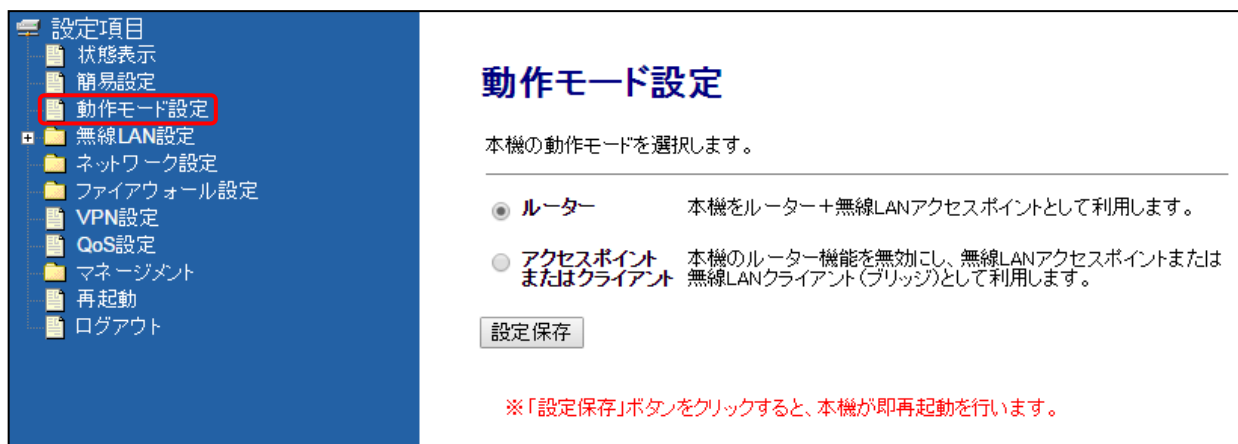 設定項目
状態表示
簡易設定
動作モード設定
無線LAN設定
ネットワーク設定
ファイアウォール設定
VPN設定
QoS設定
マネージメント
再起動
ログアウト
動作モード設定
本機の動作モードを選択します。
ルーター 本機をルーター+無線LANアクセスポイントとして利用します。
アクセスポイント 本機のルーター機能を無効にし、無線LANアクセスポイントまたは
またはクライアント 無線LANクライアント(ブリッジ)として利用します。
設定保存
※「設定保存」ボタンをクリックすると、本機が即再起動を行います。